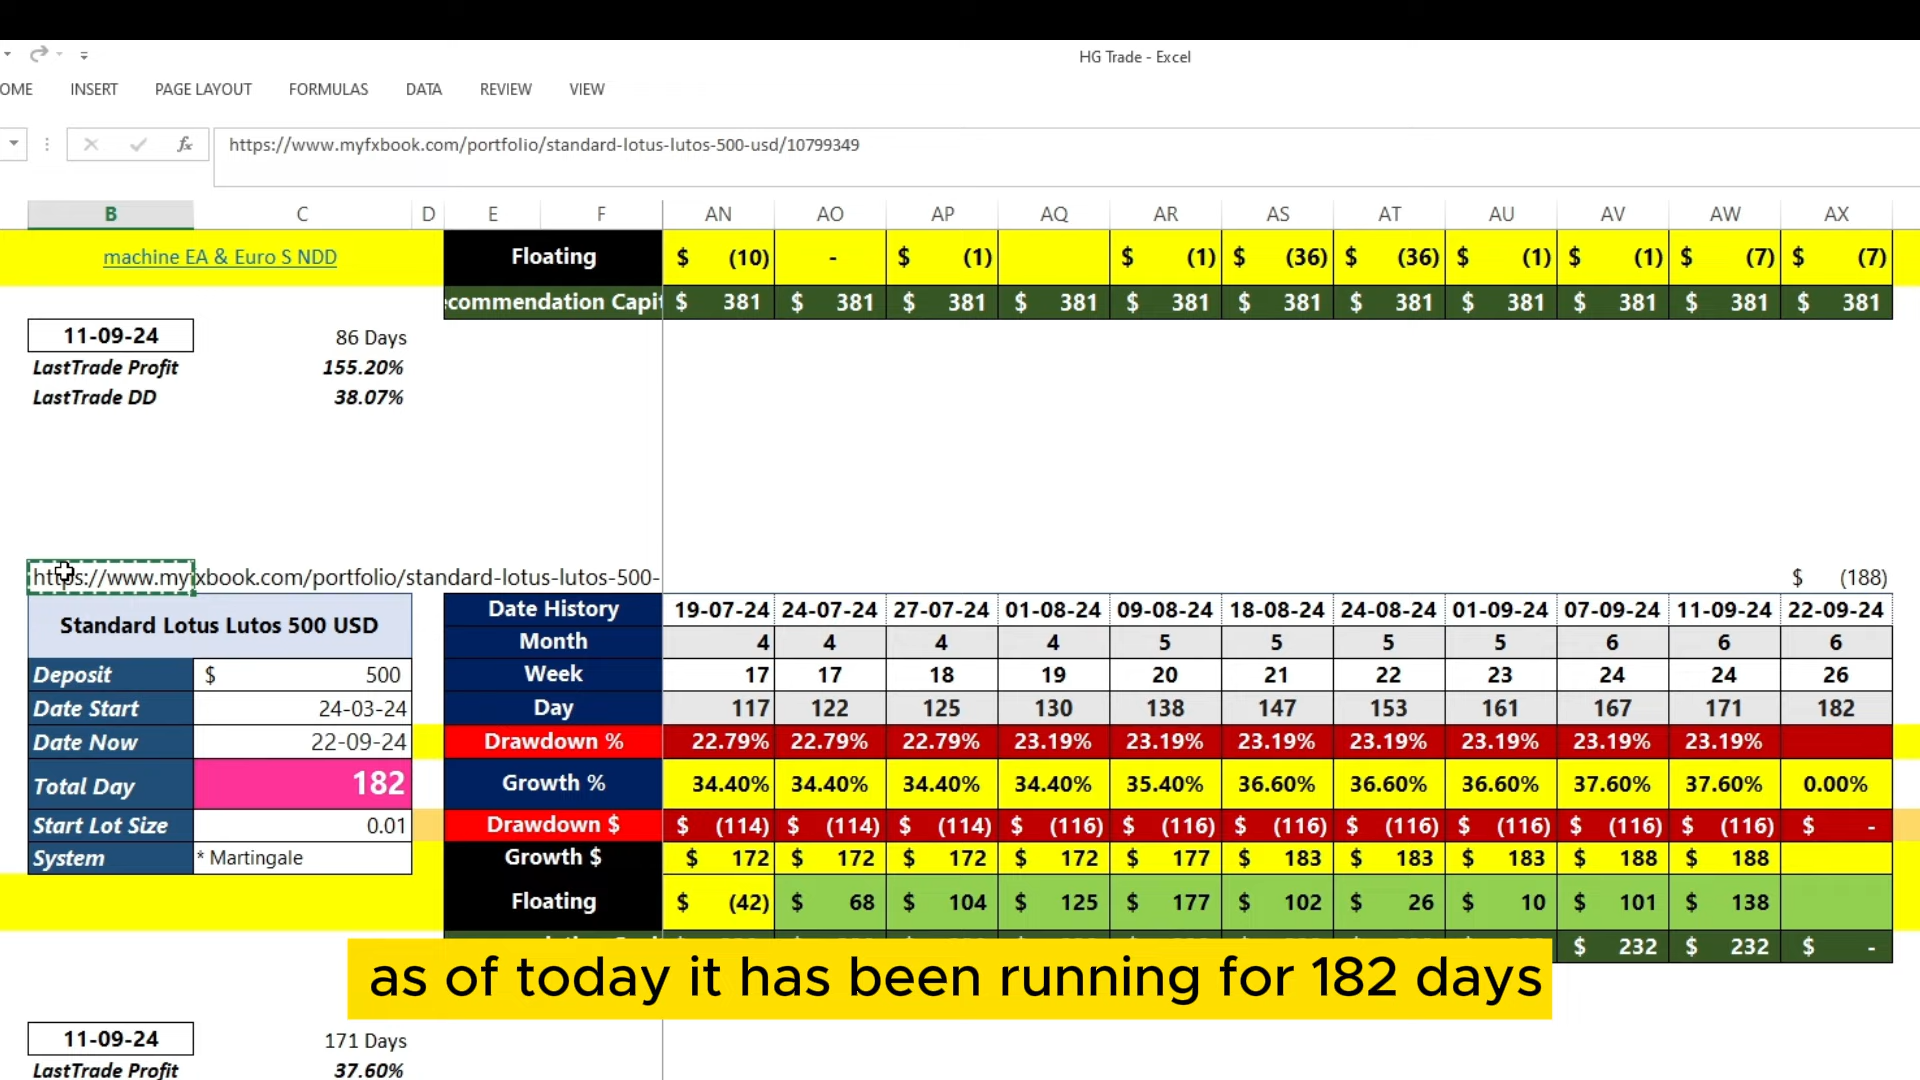 HG Trade - Excel
OME INSERT PAGE LAYOUT FORMULAS DATA REVIEW VIEW
fx https://www.myfxbook.com/portfolio/standard-lotus-lutos-500-usd/10799349
B C D E F AN AO AP AQ AR AS AT AU AV AW AX
machine EA & Euro S NDD Floating $ (10) - $ (1) $ (1) $ (36) $ (36) $ (1) $ (1) $ (7) $ (7)
ecommendation Capit $ 381 $ 381 $ 381 $ 381 $ 381 $ 381 $ 381 $ 381 $ 381 $ 381 $ 381
11-09-24 86 Days
LastTrade Profit 155.20%
LastTrade DD 38.07%
https://www.myfxbook.com/portfolio/standard-lotus-lutos-500- $ (188)
Standard Lotus Lutos 500 USD
Date History 19-07-24 24-07-24 27-07-24 01-08-24 09-08-24 18-08-24 24-08-24 01-09-24 07-09-24 11-09-24 22-09-24
Month 4 4 4 4 5 5 5 5 6 6 6
Deposit $ 500 Week 17 17 18 19 20 21 22 23 24 24 26
Date Start 24-03-24 Day 117 122 125 130 138 147 153 161 167 171 182
Date Now 22-09-24 Drawdown % 22.79% 22.79% 22.79% 23.19% 23.19% 23.19% 23.19% 23.19% 23.19% 23.19%
Total Day 182 Growth % 34.40% 34.40% 34.40% 34.40% 35.40% 36.60% 36.60% 36.60% 37.60% 37.60% 0.00%
Start Lot Size 0.01 Drawdown $ $ (114) $ (114) $ (114) $ (116) $ (116) $ (116) $ (116) $ (116) $ (116) $ (116) $ -
System * Martingale Growth $ $ 172 $ 172 $ 172 $ 172 $ 177 $ 183 $ 183 $ 183 $ 188 $ 188
Floating $ (42) $ 68 $ 104 $ 125 $ 177 $ 102 $ 26 $ 10 $ 101 $ 138
$ 232 $ 232 $ -
as of today it has been running for 182 days
11-09-24 171 Days
LastTrade Profit 37.60%